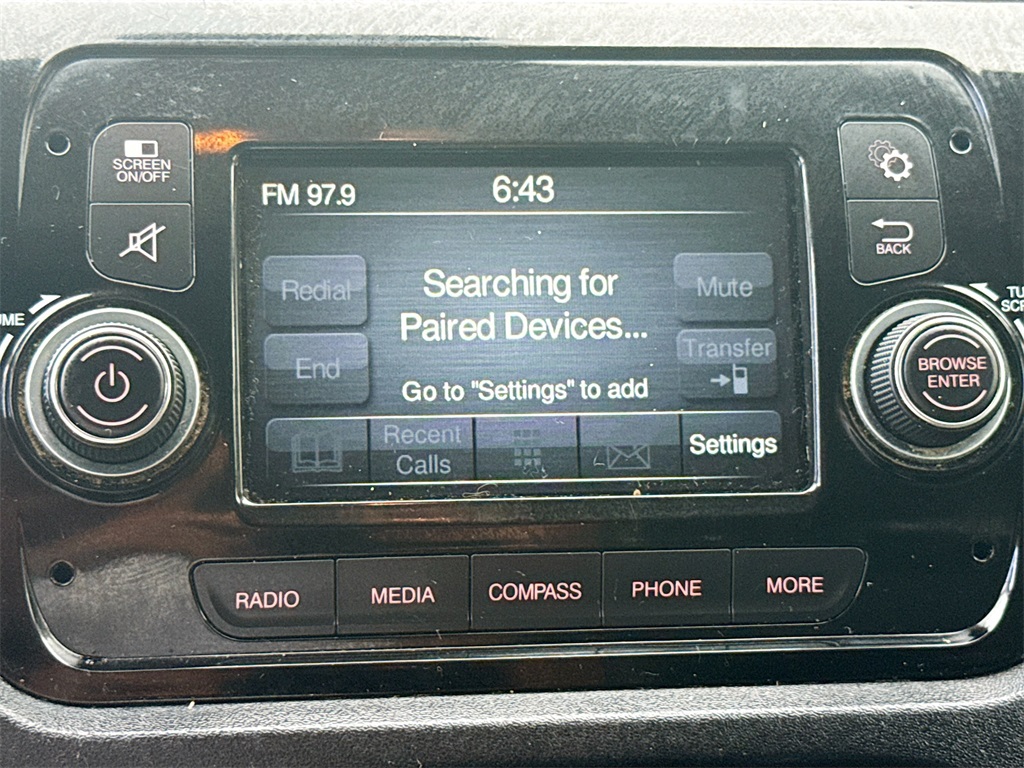 SCREEN
ON/OFF
FM 97.9
6:43
BACK
Redial
Searching for
Paired Devices...
Mute
End
Transfer
Go to "Settings" to add
Recent
Calls
Settings
BROWSE
ENTER
RADIO
MEDIA
COMPASS
PHONE
MORE